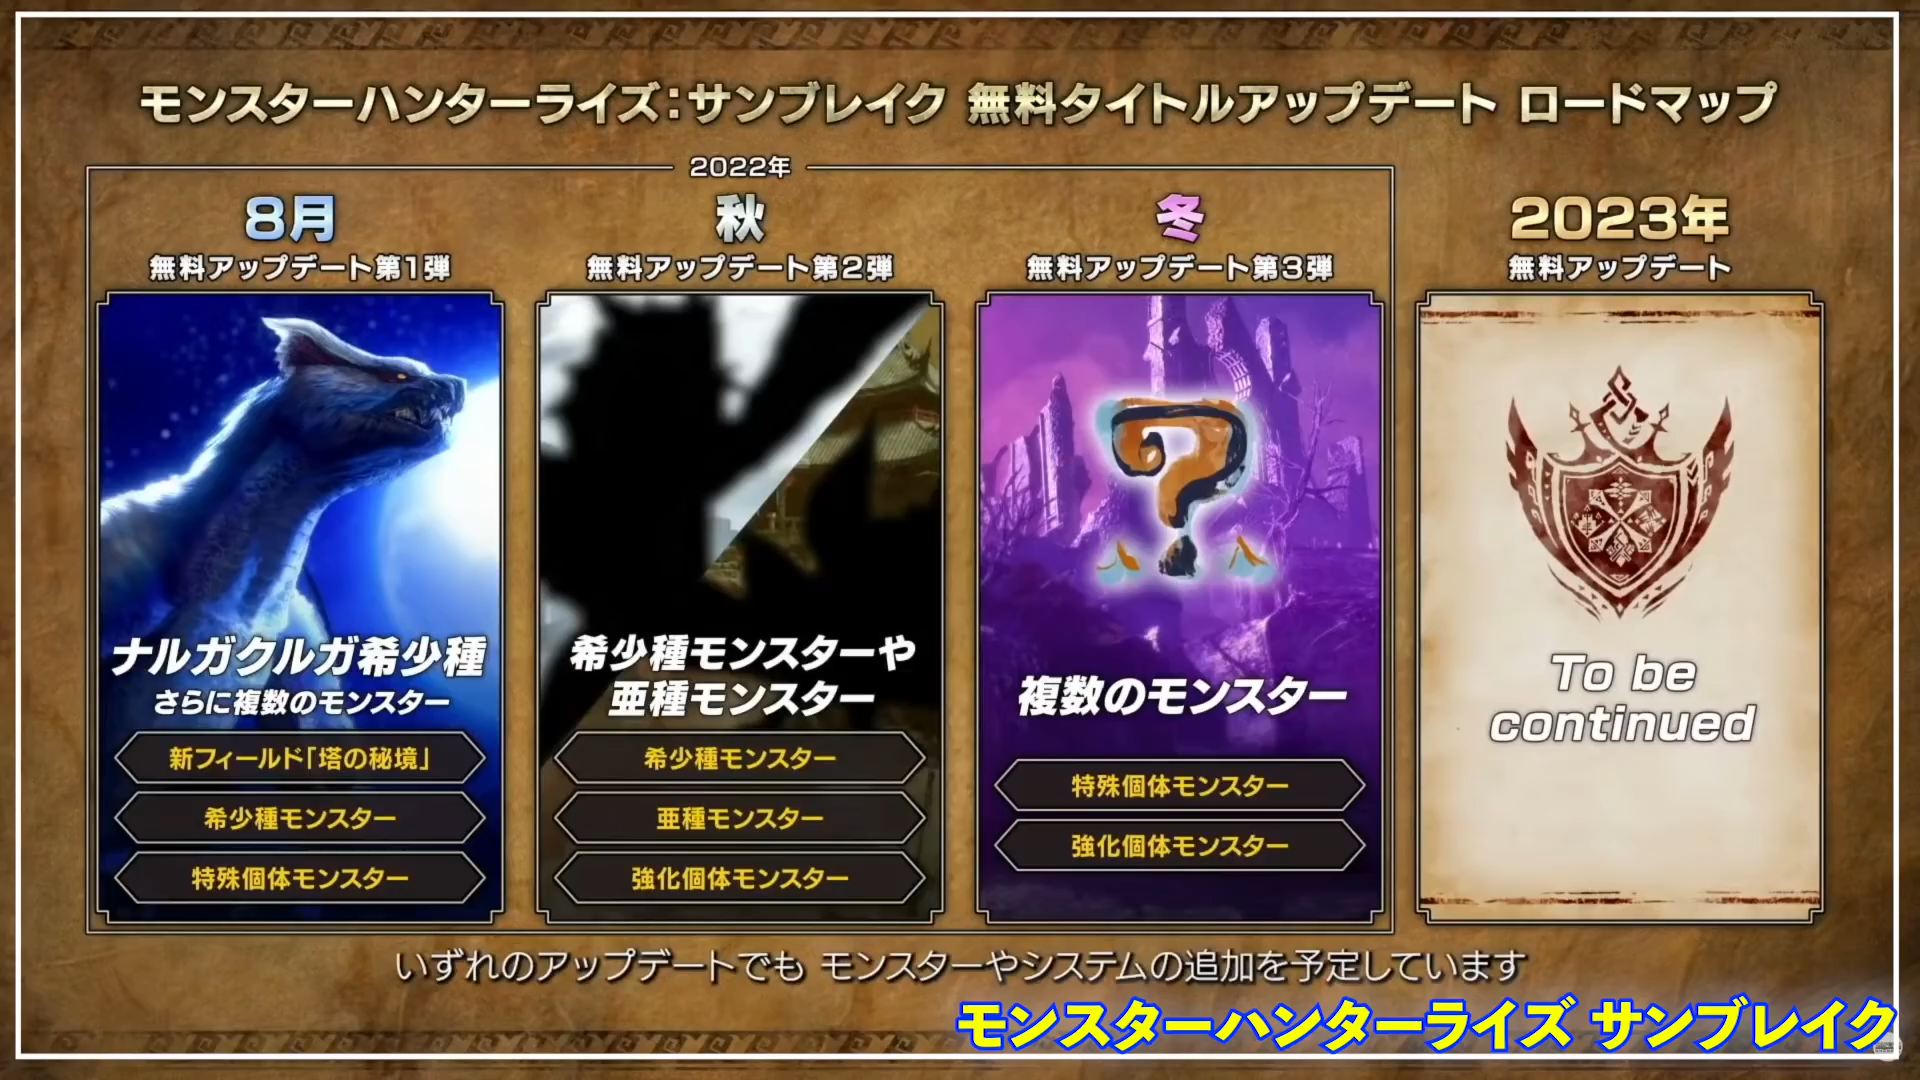 モンスターハンターライズ：サンブレイク 無料タイトルアップデート ロードマップ
2022年
8月
無料アップデート第1弾
ナルガクルガ希少種
さらに複数のモンスター
新フィールド「塔の秘境」
希少種モンスター
特殊個体モンスター
秋
無料アップデート第2弾
希少種モンスターや
亜種モンスター
希少種モンスター
亜種モンスター
強化個体モンスター
冬
無料アップデート第3弾
?
複数のモンスター
特殊個体モンスター
強化個体モンスター
2023年
無料アップデート
To be
continued
いずれのアップデートでも モンスターやシステムの追加を予定しています
モンスターハンターライズ サンブレイク